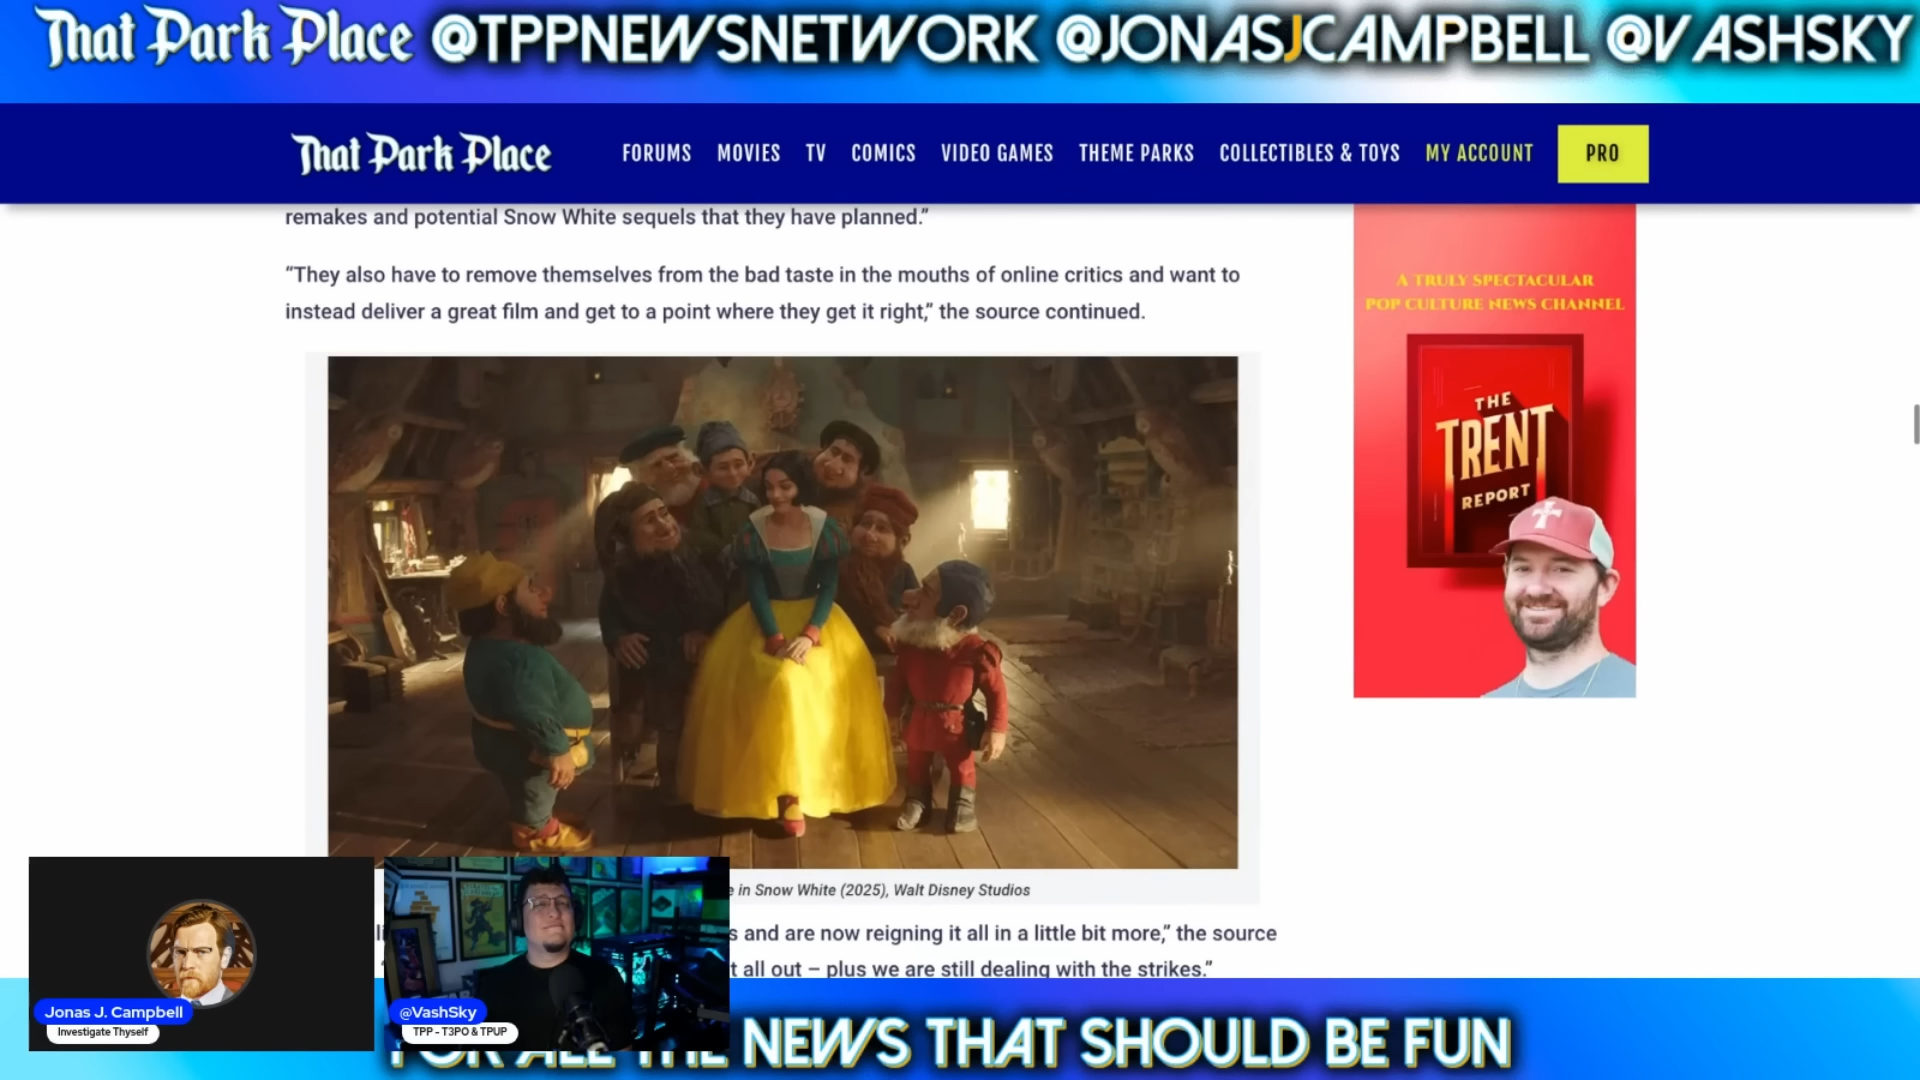 That Park Place @TPPNEWSNETWORK @JONASJCAMPBELL @VASHSKY
That Park Place FORUMS MOVIES TV COMICS VIDEO GAMES THEME PARKS COLLECTIBLES & TOYS MY ACCOUNT PRO
remakes and potential Snow White sequels that they have planned.”
“They also have to remove themselves from the bad taste in the mouths of online critics and want to
instead deliver a great film and get to a point where they get it right,” the source continued.
A TRULY SPECTACULAR
POP CULTURE NEWS CHANNEL
THE
TRENT
REPORT
e in Snow White (2025), Walt Disney Studios
s and are now reigning it all in a little bit more,” the source
t all out – plus we are still dealing with the strikes.”
Jonas J. Campbell
Investigate Thyself
@VashSky
TPP - T3PO & TPUP
FOR ALL THE NEWS THAT SHOULD BE FUN